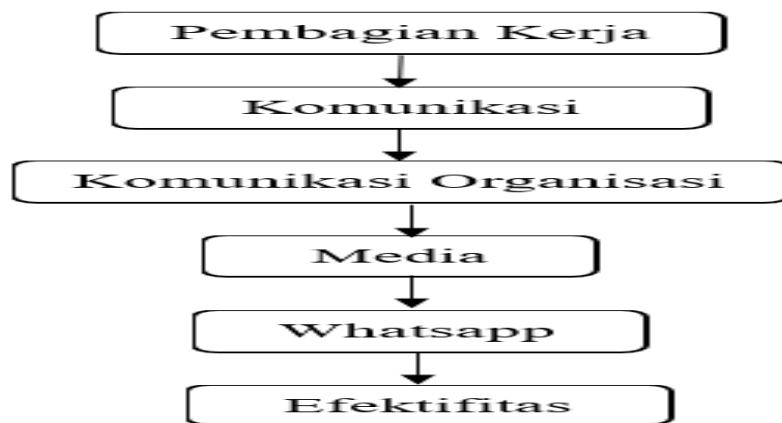 Pembagian Kerja
Komunikasi
Komunikasi Organisasi
Media
Whatsapp
Efektifitas